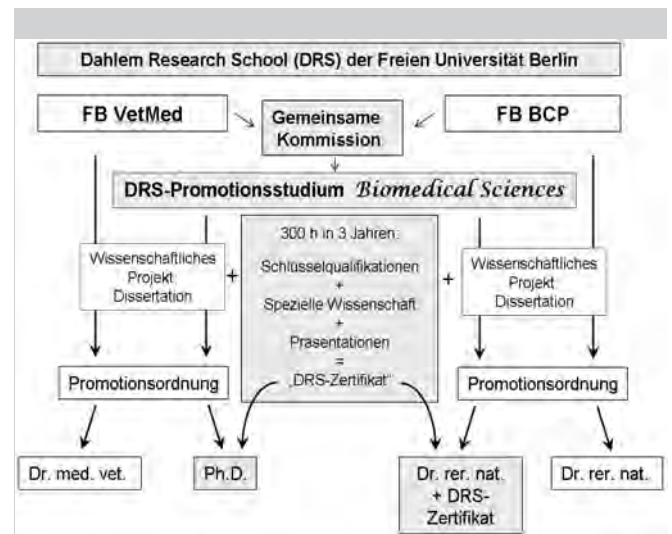 Dahlem Research School (DRS) der Freien Universität Berlin
FB VetMed
Gemeinsame
Kommission
FB BCP
DRS-Promotionsstudium Biomedical Sciences
300 h in 3 Jahren:
Schlüsselqualifikationen
+
Spezielle Wissenschaft
+
Präsentationen
=
„DRS-Zertifikat“
Wissenschaftliches
Projekt
Dissertation
+
+
Wissenschaftliches
Projekt
Dissertation
Promotionsordnung
Promotionsordnung
Dr. med. vet.
Ph.D.
Dr. rer. nat.
+ DRS-
Zertifikat
Dr. rer. nat.